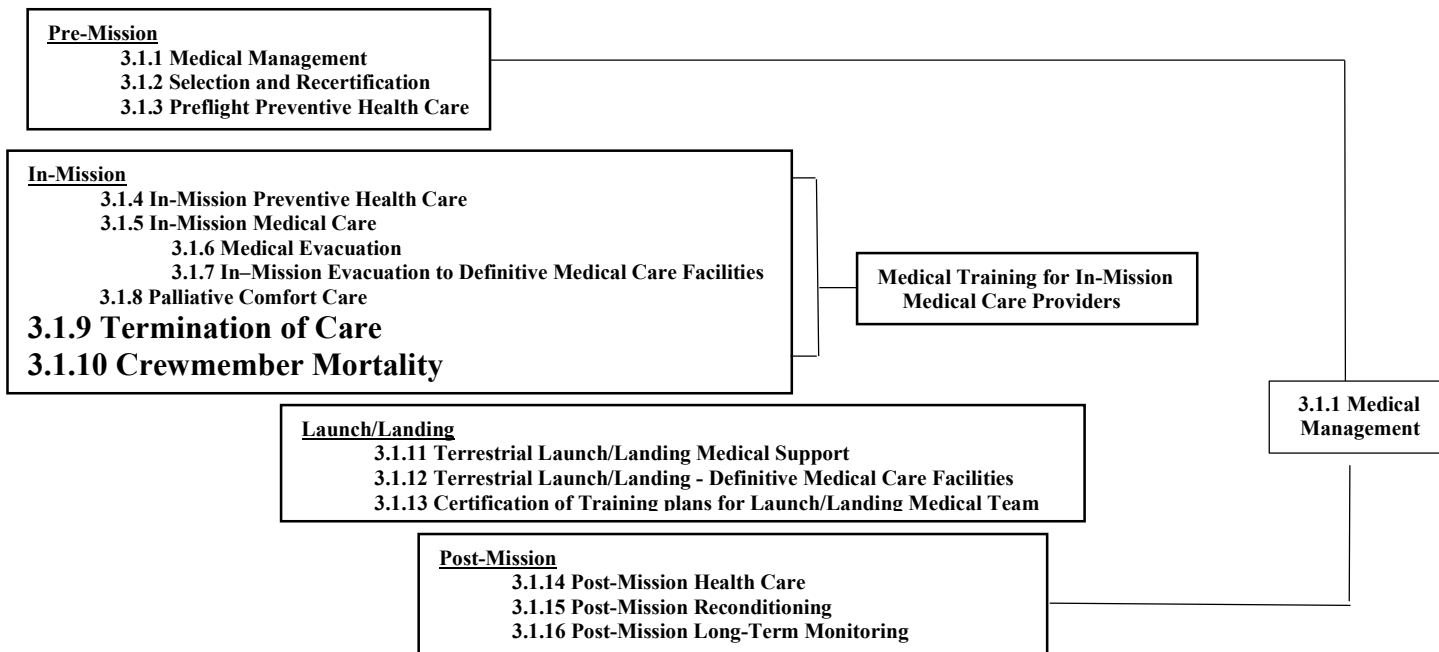 Pre-Mission
3.1.1 Medical Management
3.1.2 Selection and Recertification
3.1.3 Preflight Preventive Health Care
In-Mission
3.1.4 In-Mission Preventive Health Care
3.1.5 In-Mission Medical Care
3.1.6 Medical Evacuation
3.1.7 In–Mission Evacuation to Definitive Medical Care Facilities
3.1.8 Palliative Comfort Care
3.1.9 Termination of Care
3.1.10 Crewmember Mortality
Medical Training for In-Mission
Medical Care Providers
3.1.1 Medical
Management
Launch/Landing
3.1.11 Terrestrial Launch/Landing Medical Support
3.1.12 Terrestrial Launch/Landing - Definitive Medical Care Facilities
3.1.13 Certification of Training plans for Launch/Landing Medical Team
Post-Mission
3.1.14 Post-Mission Health Care
3.1.15 Post-Mission Reconditioning
3.1.16 Post-Mission Long-Term Monitoring